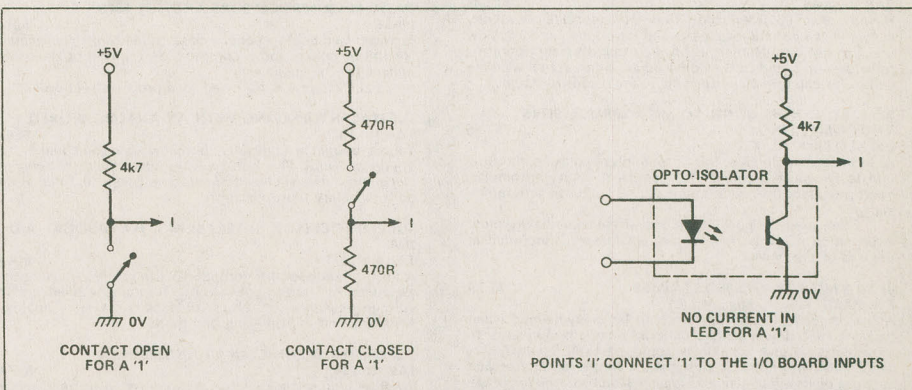 +5V
4k7
I
0V
CONTACT OPEN
FOR A '1'
+5V
470R
I
470R
0V
CONTACT CLOSED
FOR A '1'
+5V
4k7
I
OPTO-ISOLATOR
0V
NO CURRENT IN
LED FOR A '1'
POINTS 'I' CONNECT '1' TO THE I/O BOARD INPUTS